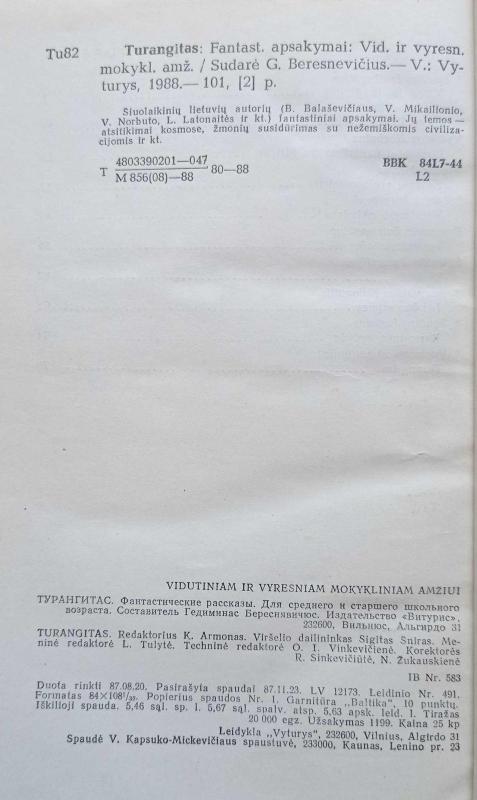 Tu82
Turangitas: Fantast. apsakymai: Vid. ir vyresn.
mokykl. amž. / Sudarė G. Beresnevičius.— V.: Vy-
turys, 1988.— 101, [2] p.
Šiuolaikinių lietuvių autorių (B. Balaševičiaus, V. Mikailionio,
V. Norbuto, L. Latonaitės ir kt.) fantastiniai apsakymai. Jų temos —
atsitikimai kosmose, žmonių susidūrimas su nežemiškomis civiliza-
cijomis ir kt.
T 4803390201—047 / M 856(08)—88 80—88
BBK 84L7-44
L2
VIDUTINIAM IR VYRESNIAM MOKYKLINIAM AMŽIUI
ТУРАНГИТАС. Фантастические рассказы. Для среднего и старшего школьного
возраста. Составитель Гедиминас Береснявичюс. Издательство «Витурис»,
232600, Вильнюс, Альгирдо 31
TURANGITAS. Redaktorius K. Armonas. Viršelio dailininkas Sigitas Sniras. Me-
ninė redaktorė L. Tulytė. Techninė redaktorė O. I. Vinkevičienė. Korektorės
R. Sinkevičiūtė, N. Žukauskienė
IB Nr. 583
Duota rinkti 87.08.20. Pasirašyta spaudai 87.11.23. LV 12173. Leidinio Nr. 491.
Formatas 84×108¹/₃₂. Popierius spaudos Nr. 1. Garnitūra „Baltika", 10 punktų.
Iškilioji spauda. 5,46 sąl. sp. l. 5,67 sąl. spalv. atsp. 5,63 apsk. leid. l. Tiražas
20 000 egz. Užsakymas 1199. Kaina 25 kp
Leidykla „Vyturys", 232600, Vilnius, Algirdo 31
Spaudė V. Kapsuko-Mickevičiaus spaustuvė, 233000, Kaunas, Lenino pr. 23